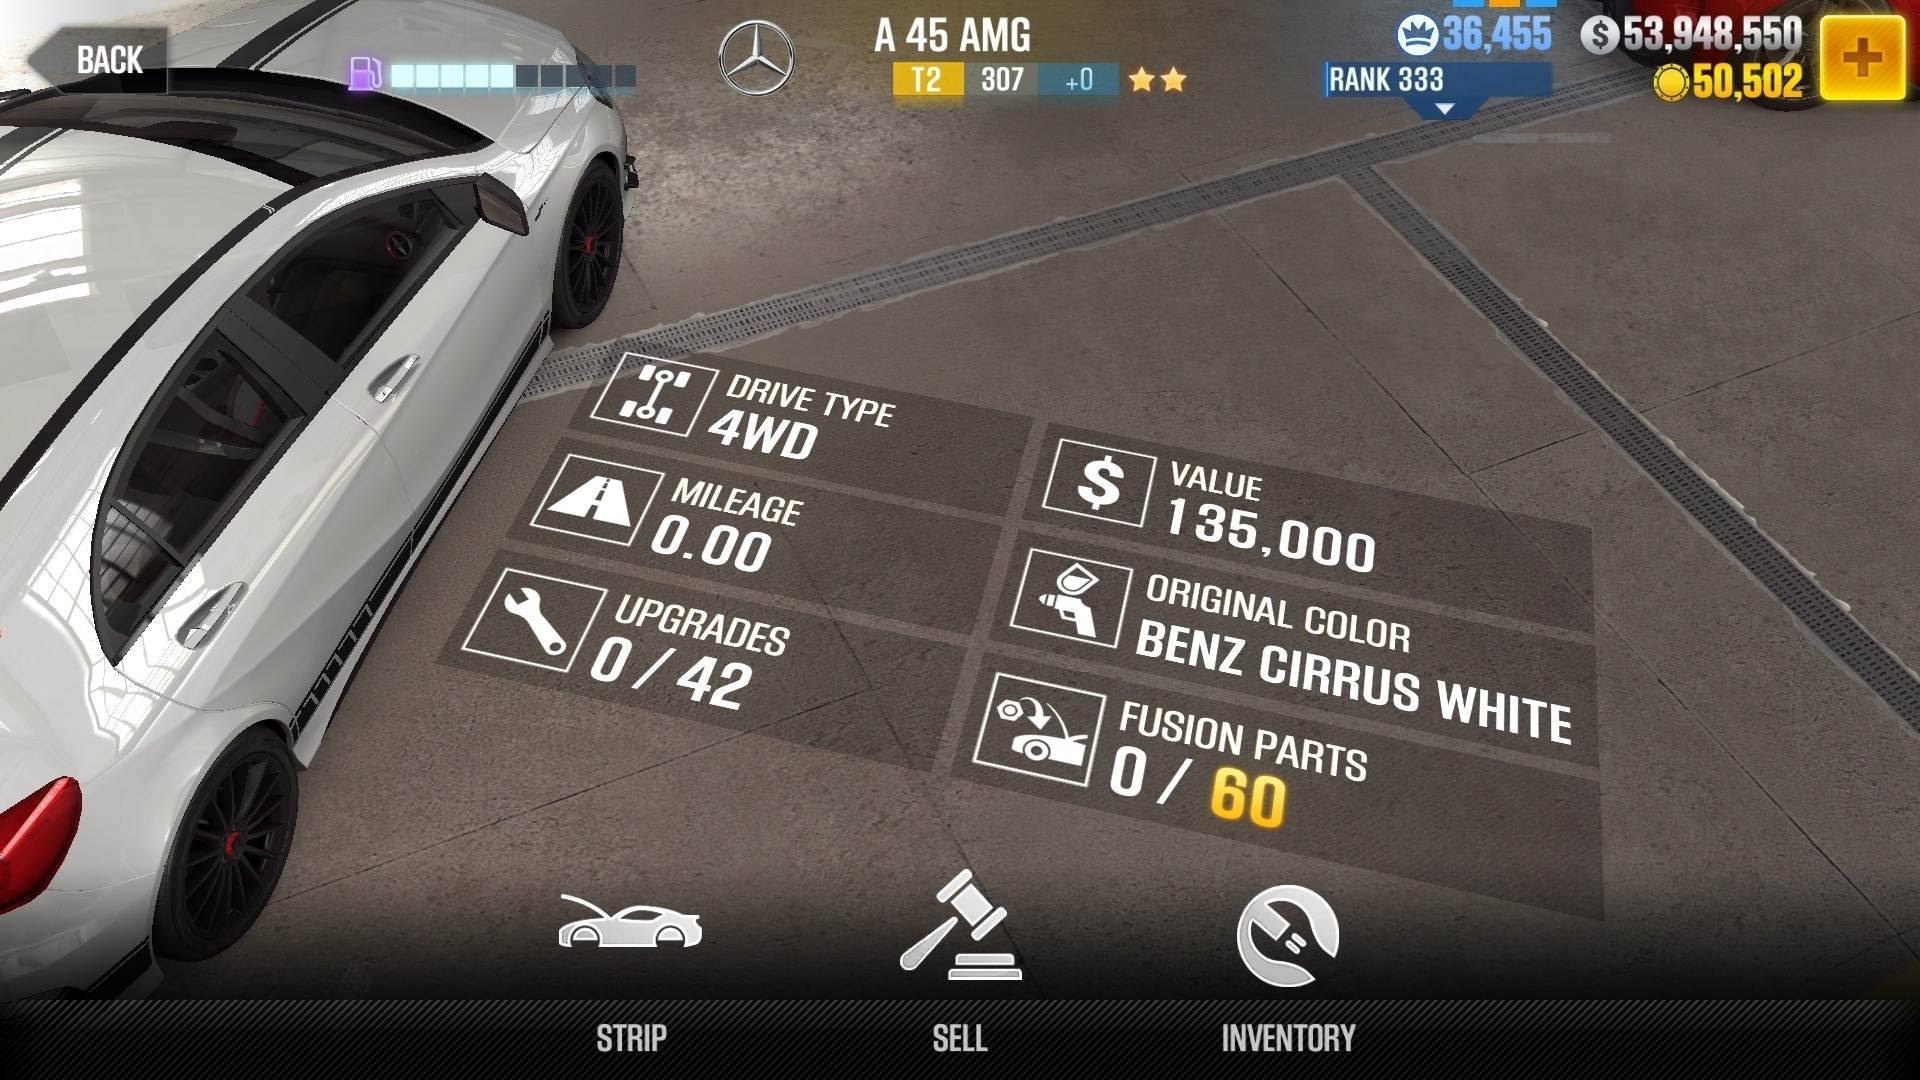 BACK
A 45 AMG
T2 307 +0
36,455
53,948,550
RANK 333
50,502
DRIVE TYPE
4WD
MILEAGE
0.00
UPGRADES
0 / 42
VALUE
135,000
ORIGINAL COLOR
BENZ CIRRUS WHITE
FUSION PARTS
0 / 60
STRIP
SELL
INVENTORY